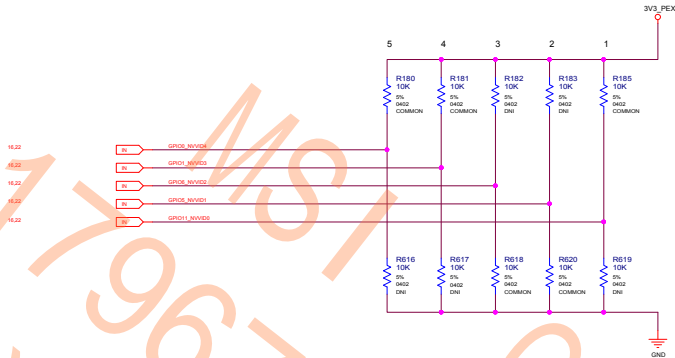 3V3_PEX
5 4 3 2 1
R180 R181 R182 R183 R185
10K 10K 10K 10K 10K
5% 5% 5% 5% 5%
0402 0402 0402 0402 0402
COMMON COMMON DNI DNI COMMON
16,22 IN GPIO0_NVVID4
16,22 IN GPIO1_NVVID3
16,22 IN GPIO6_NVVID2
16,22 IN GPIO5_NVVID1
16,22 IN GPIO11_NVVID0
R616 R617 R618 R620 R619
10K 10K 10K 10K 10K
5% 5% 5% 5% 5%
0402 0402 0402 0402 0402
DNI DNI COMMON COMMON DNI
GND
MSI